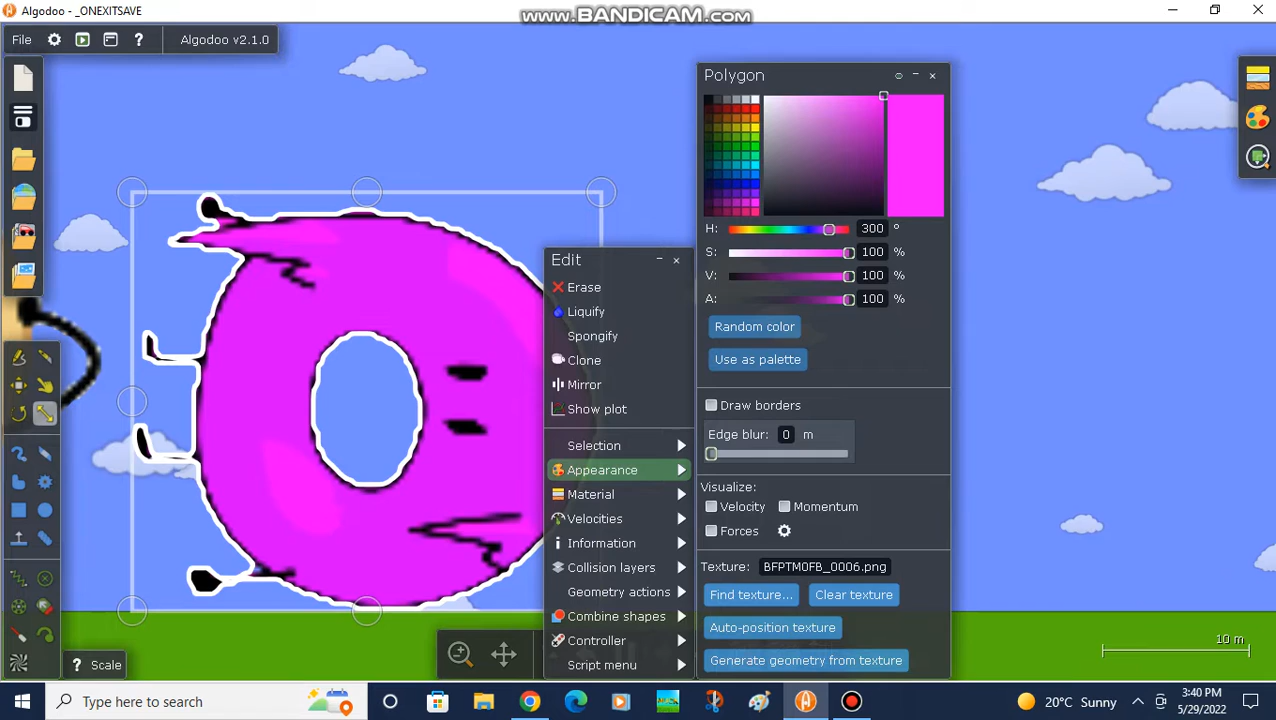 Algodoo - _ONEXITSAVE
www.BANDICAM.com
File
?
Algodoo v2.1.0
Polygon
H: 300 °
S: 100 %
V: 100 %
A: 100 %
Random color
Use as palette
Draw borders
Edge blur: 0 m
Visualize:
Velocity Momentum
Forces
Texture: BFPTMOFB_0006.png
Find texture... Clear texture
Auto-position texture
Generate geometry from texture
Edit
Erase
Liquify
Spongify
Clone
Mirror
Show plot
Selection
Appearance
Material
Velocities
Information
Collision layers
Geometry actions
Combine shapes
Controller
Script menu
? Scale
10 m
Type here to search
20°C Sunny
3:40 PM
5/29/2022